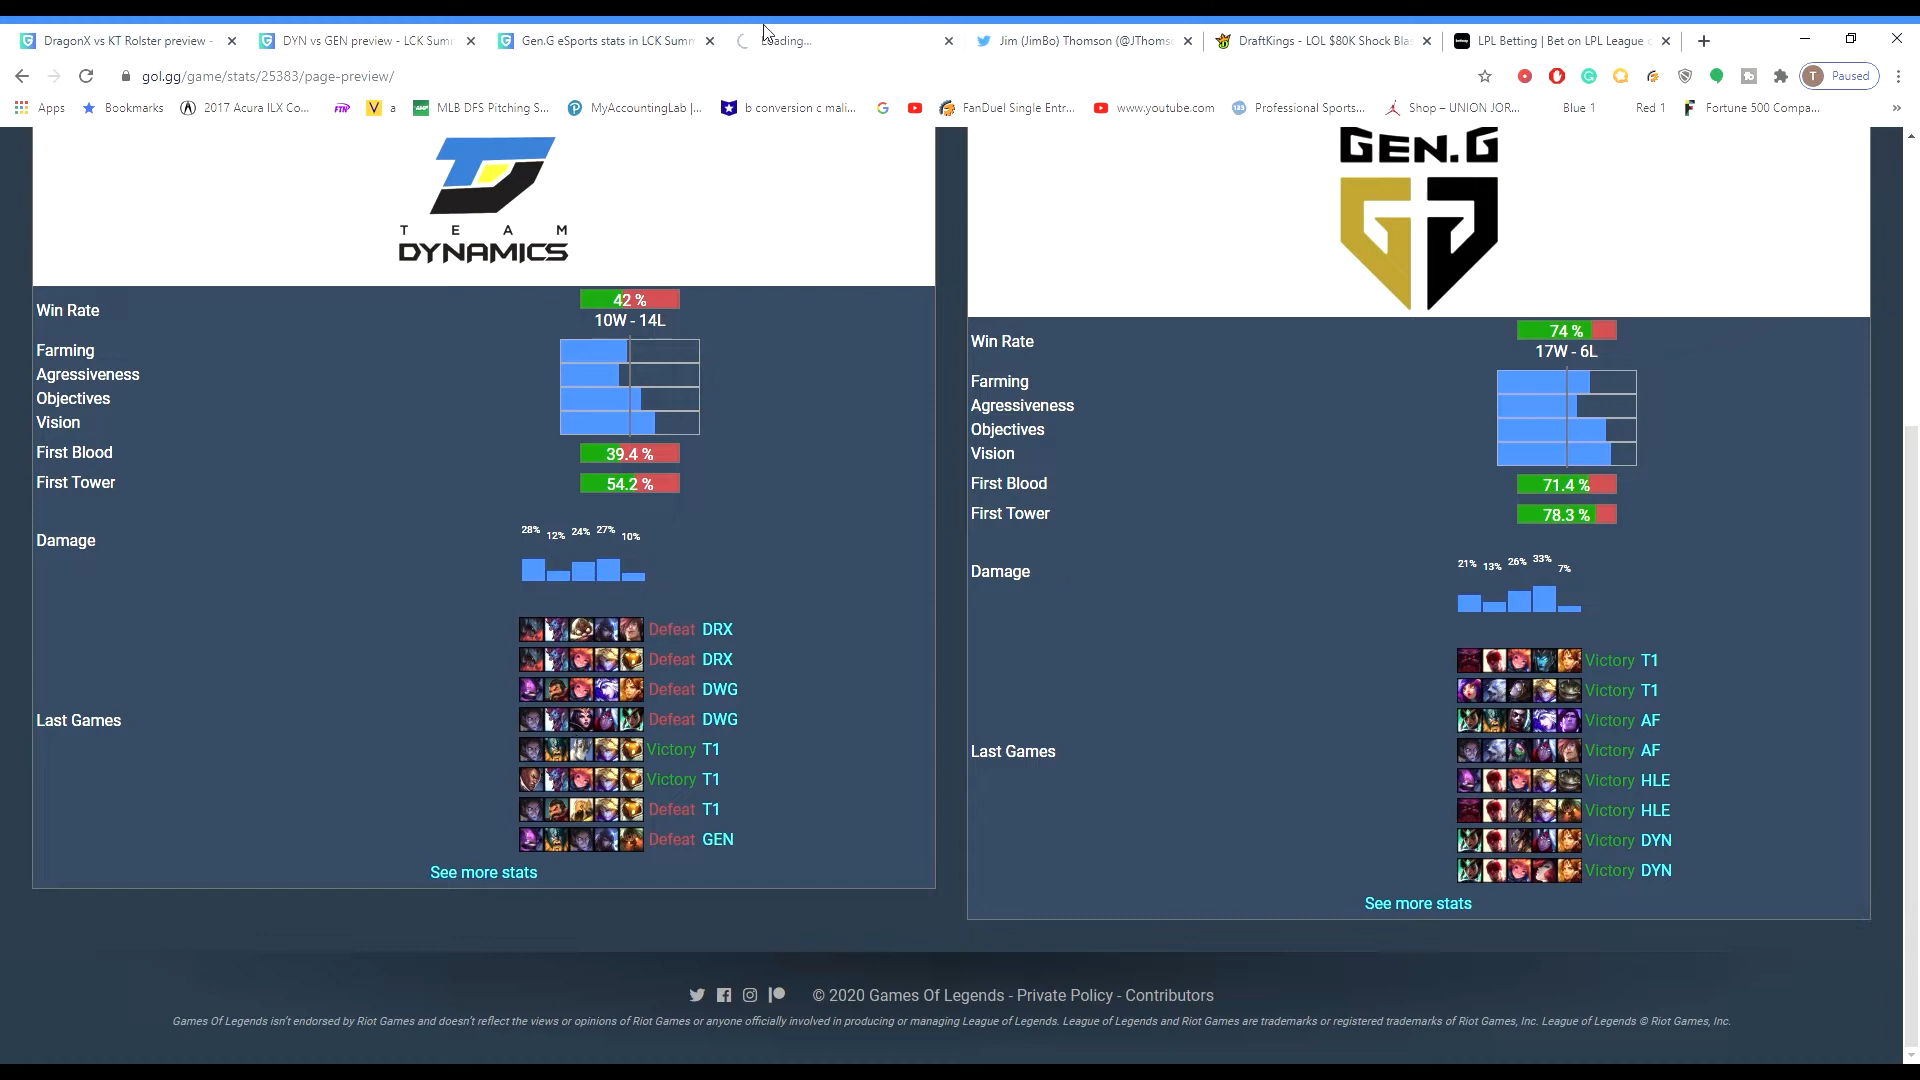 DragonX vs KT Rolster preview -
DYN vs GEN preview - LCK Sum
Gen.G eSports stats in LCK Summ
Loading...
Jim (JimBo) Thomson (@JThoms
DraftKings - LOL $80K Shock Bla
LPL Betting | Bet on LPL League
gol.gg/game/stats/25383/page-preview/
T Paused
Apps
Bookmarks
2017 Acura ILX Co...
FTN
V
a
MLB DFS Pitching S...
MyAccountingLab |...
b conversion c mali...
FanDuel Single Entr...
www.youtube.com
Professional Sports...
Shop – UNION JOR...
Blue 1
Red 1
Fortune 500 Compa...
TEAM
DYNAMICS
Win Rate
42 %
10W - 14L
Farming
Agressiveness
Objectives
Vision
First Blood
39.4 %
First Tower
54.2 %
Damage
28% 12% 24% 27% 10%
Last Games
Defeat DRX
Defeat DRX
Defeat DWG
Defeat DWG
Victory T1
Victory T1
Defeat T1
Defeat GEN
See more stats
GEN.G
Win Rate
74 %
17W - 6L
Farming
Agressiveness
Objectives
Vision
First Blood
71.4 %
First Tower
78.3 %
Damage
21% 13% 26% 33% 7%
Last Games
Victory T1
Victory T1
Victory AF
Victory AF
Victory HLE
Victory HLE
Victory DYN
Victory DYN
See more stats
© 2020 Games Of Legends - Private Policy - Contributors
Games Of Legends isn't endorsed by Riot Games and doesn't reflect the views or opinions of Riot Games or anyone officially involved in producing or managing League of Legends. League of Legends and Riot Games are trademarks or registered trademarks of Riot Games, Inc. League of Legends © Riot Games, Inc.